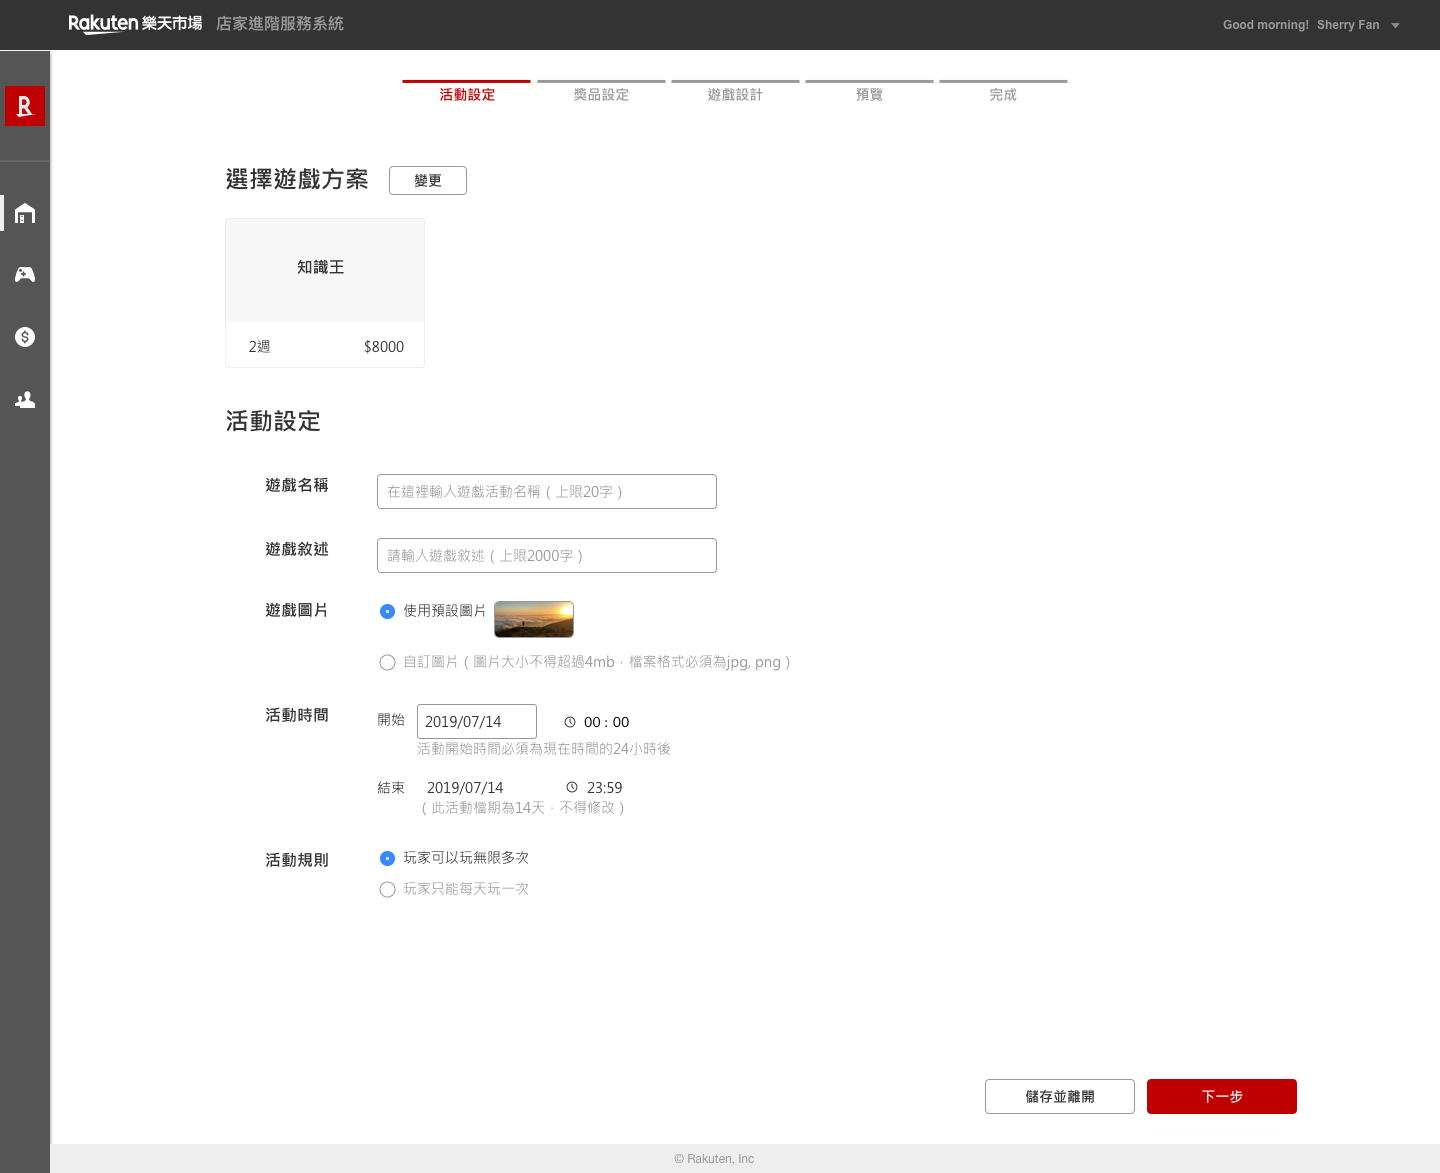 Rakuten 樂天市場 店家進階服務系統
Good morning! Sherry Fan
R
活動設定 獎品設定 遊戲設計 預覽 完成
選擇遊戲方案 變更
知識王
2週 $8000
活動設定
遊戲名稱 在這裡輸入遊戲活動名稱 ( 上限20字 )
遊戲敘述 請輸入遊戲敘述 ( 上限2000字 )
遊戲圖片 使用預設圖片
自訂圖片 ( 圖片大小不得超過4mb，檔案格式必須為jpg, png )
活動時間 開始 2019/07/14 00 : 00
活動開始時間必須為現在時間的24小時後
結束 2019/07/14 23:59
( 此活動檔期為14天，不得修改 )
活動規則 玩家可以玩無限多次
玩家只能每天玩一次
儲存並離開 下一步
© Rakuten, Inc